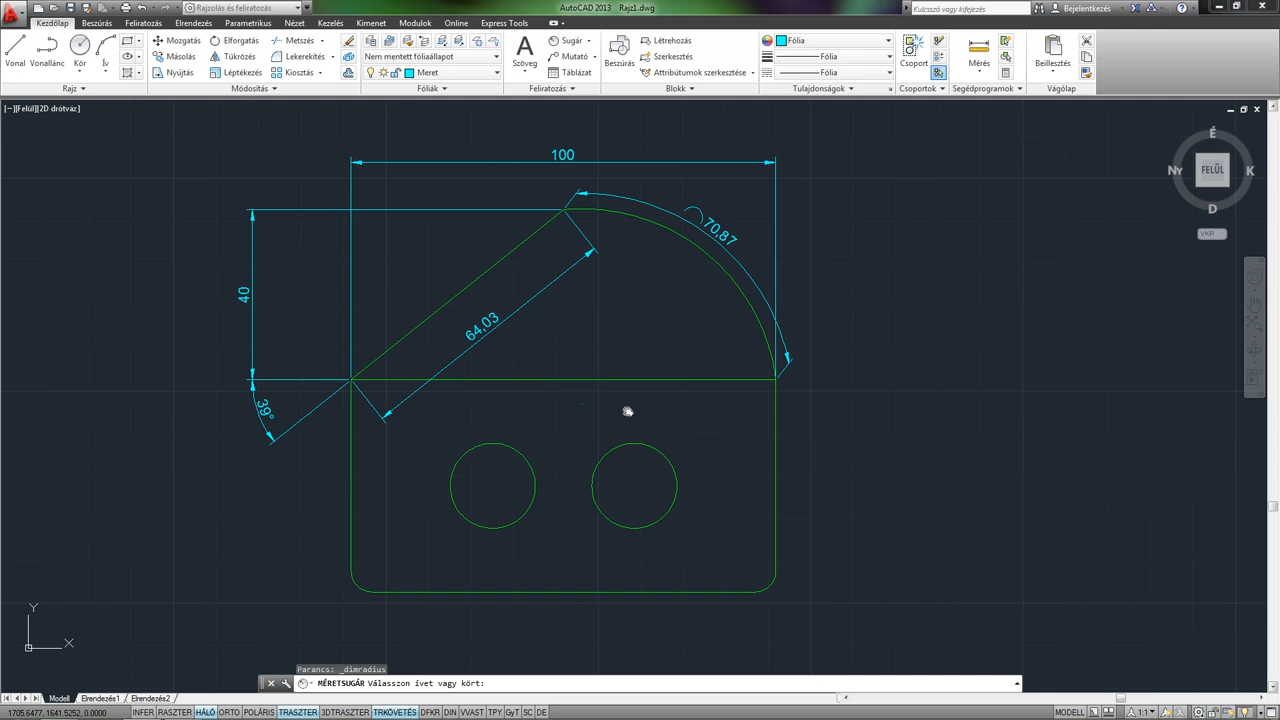 Rajzolás és feliratozás
AutoCAD 2013 Rajz1.dwg
Kulcsszó vagy kifejezés
Bejelentkezés
Kezdőlap Beszúrás Feliratozás Elrendezés Parametrikus Nézet Kezelés Kimenet Modulok Online Express Tools
Vonal
Vonallánc
Kör
Ív
Rajz
Mozgatás Elforgatás Metszés
Másolás Tükrözés Lekerekítés
Nyújtás Léptékezés Kiosztás
Módosítás
Nem mentett fóliaállapot
Meret
Fóliák
Szöveg
Sugár
Mutató
Táblázat
Feliratozás
Beszúrás
Létrehozás
Szerkesztés
Attribútumok szerkesztése
Blokk
Fólia
Fólia
Fólia
Tulajdonságok
Csoport
Csoportok
Mérés
Segédprogramok
Beillesztés
Vágólap
[−][Felül][2D drótváz]
É
NY FELÜL K
D
VKR
100
70,87
40
64,03
39°
Y
X
Parancs: _dimradius
MÉRETSUGÁR Válasszon ívet vagy kört:
Modell Elrendezés1 Elrendezés2
1705.6477, 1641.5252, 0.0000 INFER RASZTER HÁLÓ ORTO POLÁRIS TRASZTER 3DTRASZTER TRKÖVETÉS DFKR DIN VVAST TPY GyT SC DE MODELL 1:1